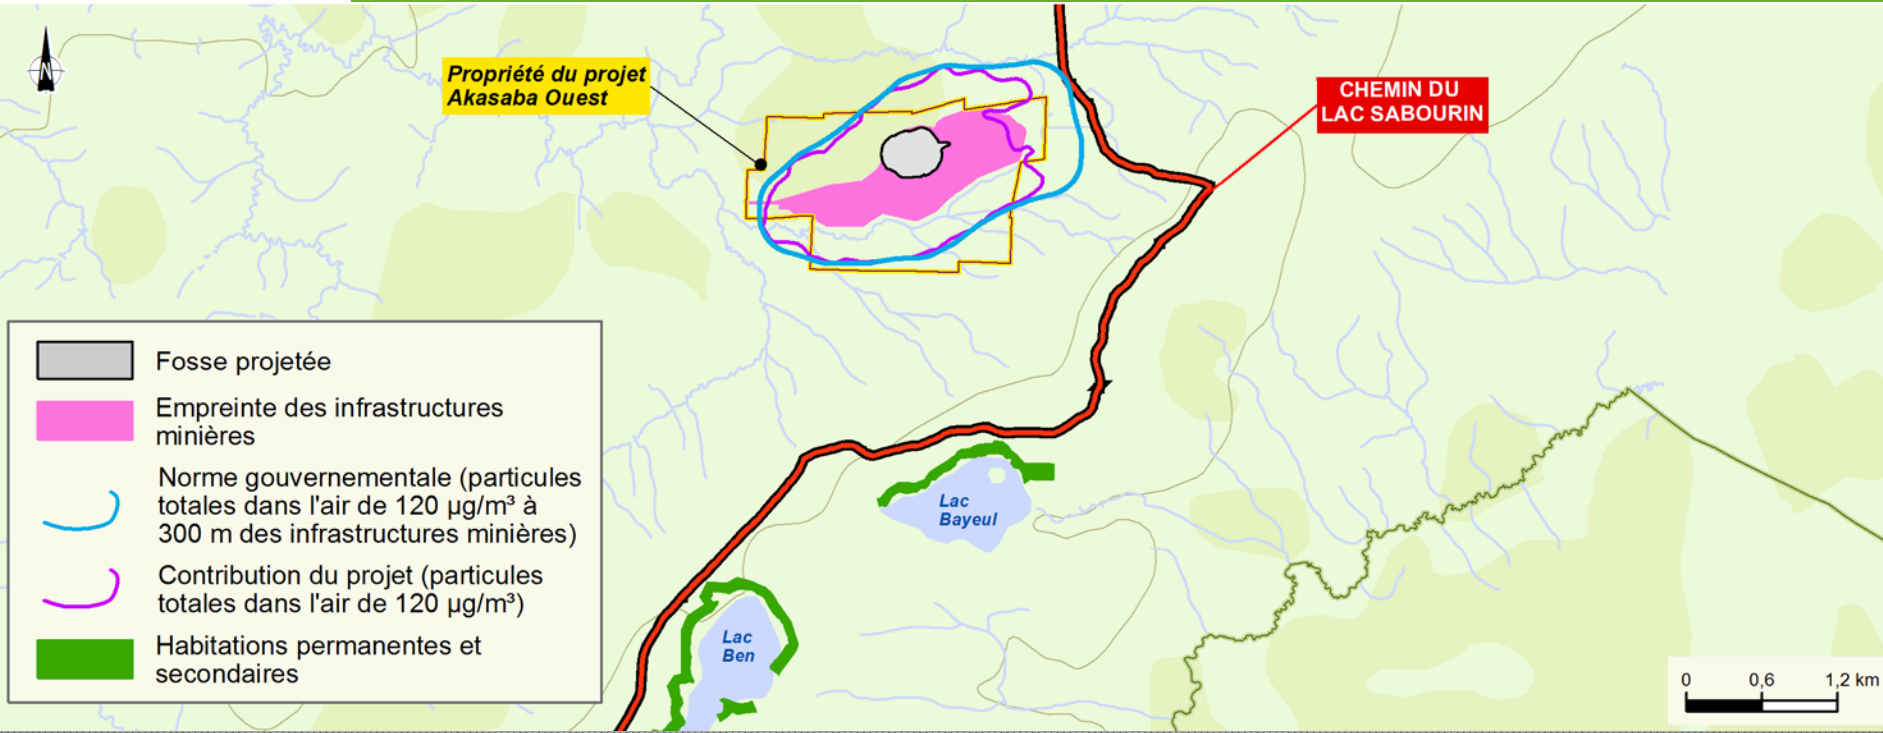 N
Propriété du projet
Akasaba Ouest
CHEMIN DU
LAC SABOURIN
Fosse projetée
Empreinte des infrastructures
minières
Norme gouvernementale (particules
totales dans l'air de 120 µg/m³ à
300 m des infrastructures minières)
Contribution du projet (particules
totales dans l'air de 120 µg/m³)
Habitations permanentes et
secondaires
Lac
Bayeul
Lac
Ben
0 0,6 1,2 km